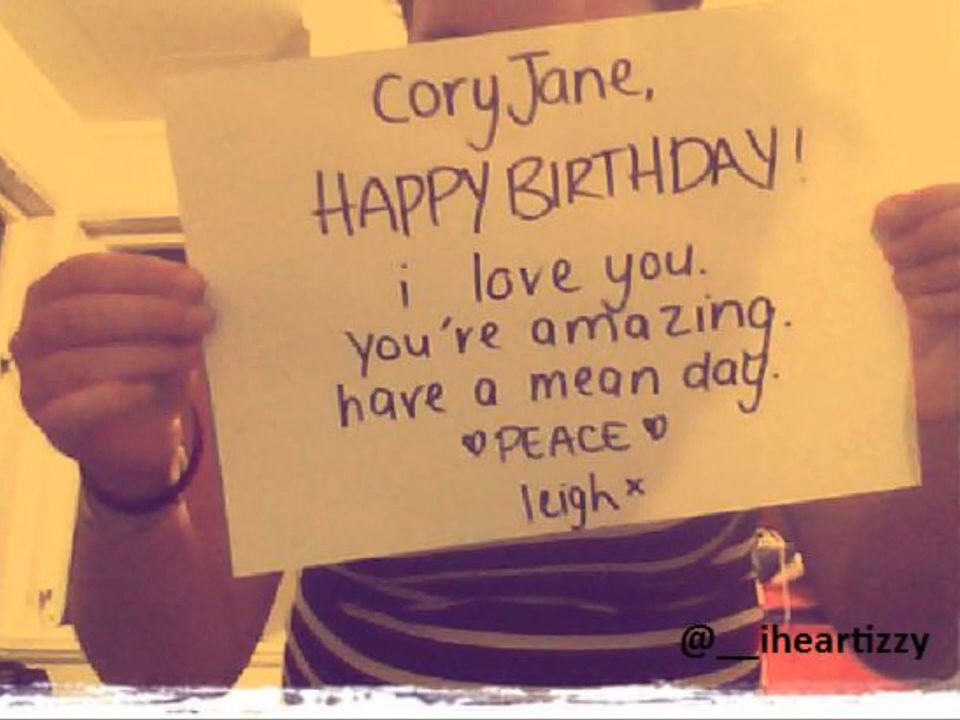 Cory Jane,
HAPPY BIRTHDAY!
i love you.
you're amazing.
have a mean day.
♡PEACE♡
leigh x
@__iheartizzy